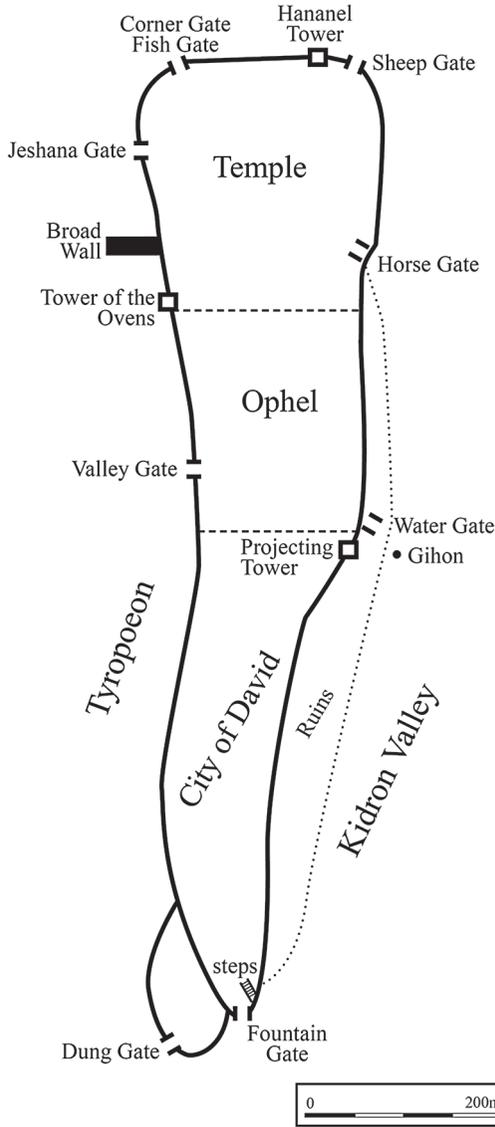 Corner Gate
Fish Gate
Hananel
Tower
Sheep Gate
Jeshana Gate
Temple
Broad
Wall
Horse Gate
Tower of the
Ovens
Ophel
Valley Gate
Water Gate
Projecting
Tower
Gihon
Tyropoeon
City of David
Ruins
Kidron Valley
steps
Fountain
Gate
Dung Gate
0 200m